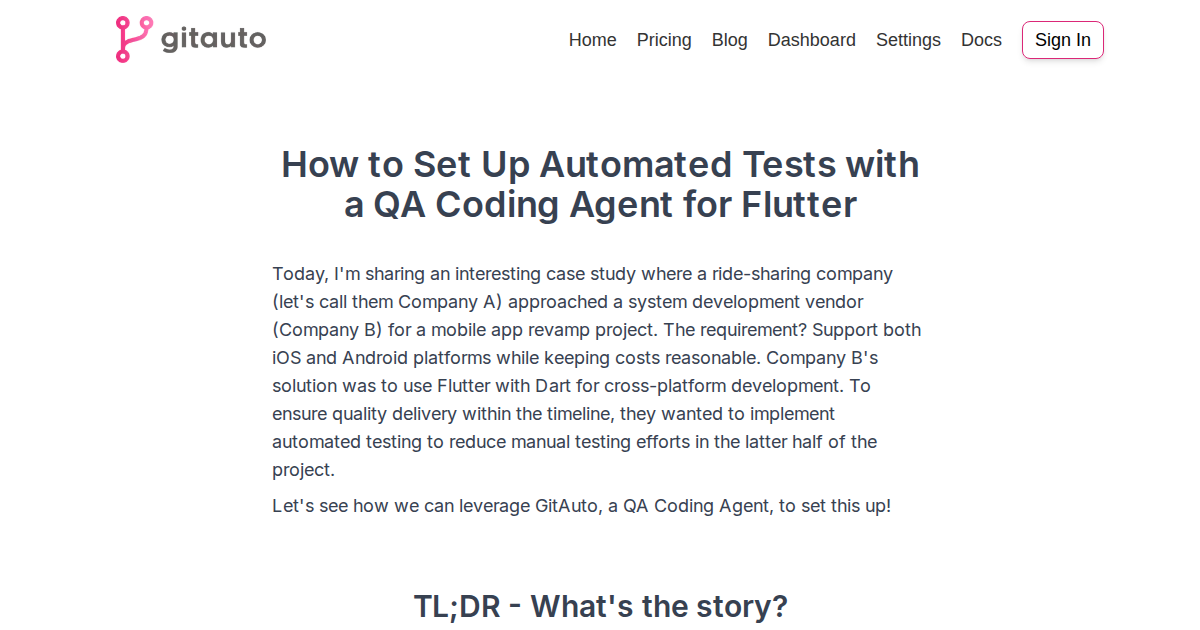 gitauto
Home Pricing Blog Dashboard Settings Docs Sign In
How to Set Up Automated Tests with
a QA Coding Agent for Flutter
Today, I'm sharing an interesting case study where a ride-sharing company
(let's call them Company A) approached a system development vendor
(Company B) for a mobile app revamp project. The requirement? Support both
iOS and Android platforms while keeping costs reasonable. Company B's
solution was to use Flutter with Dart for cross-platform development. To
ensure quality delivery within the timeline, they wanted to implement
automated testing to reduce manual testing efforts in the latter half of the
project.
Let's see how we can leverage GitAuto, a QA Coding Agent, to set this up!
TL;DR - What's the story?